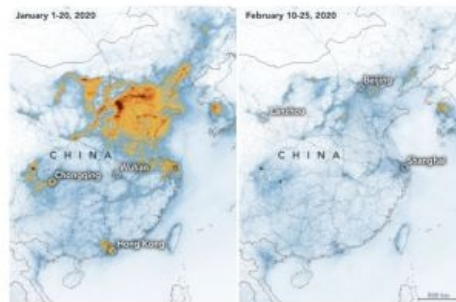 January 1-20, 2020
CHINA
Wuhan
Chongqing
Hong Kong
February 10-25, 2020
Beijing
Lanzhou
CHINA
Shanghai